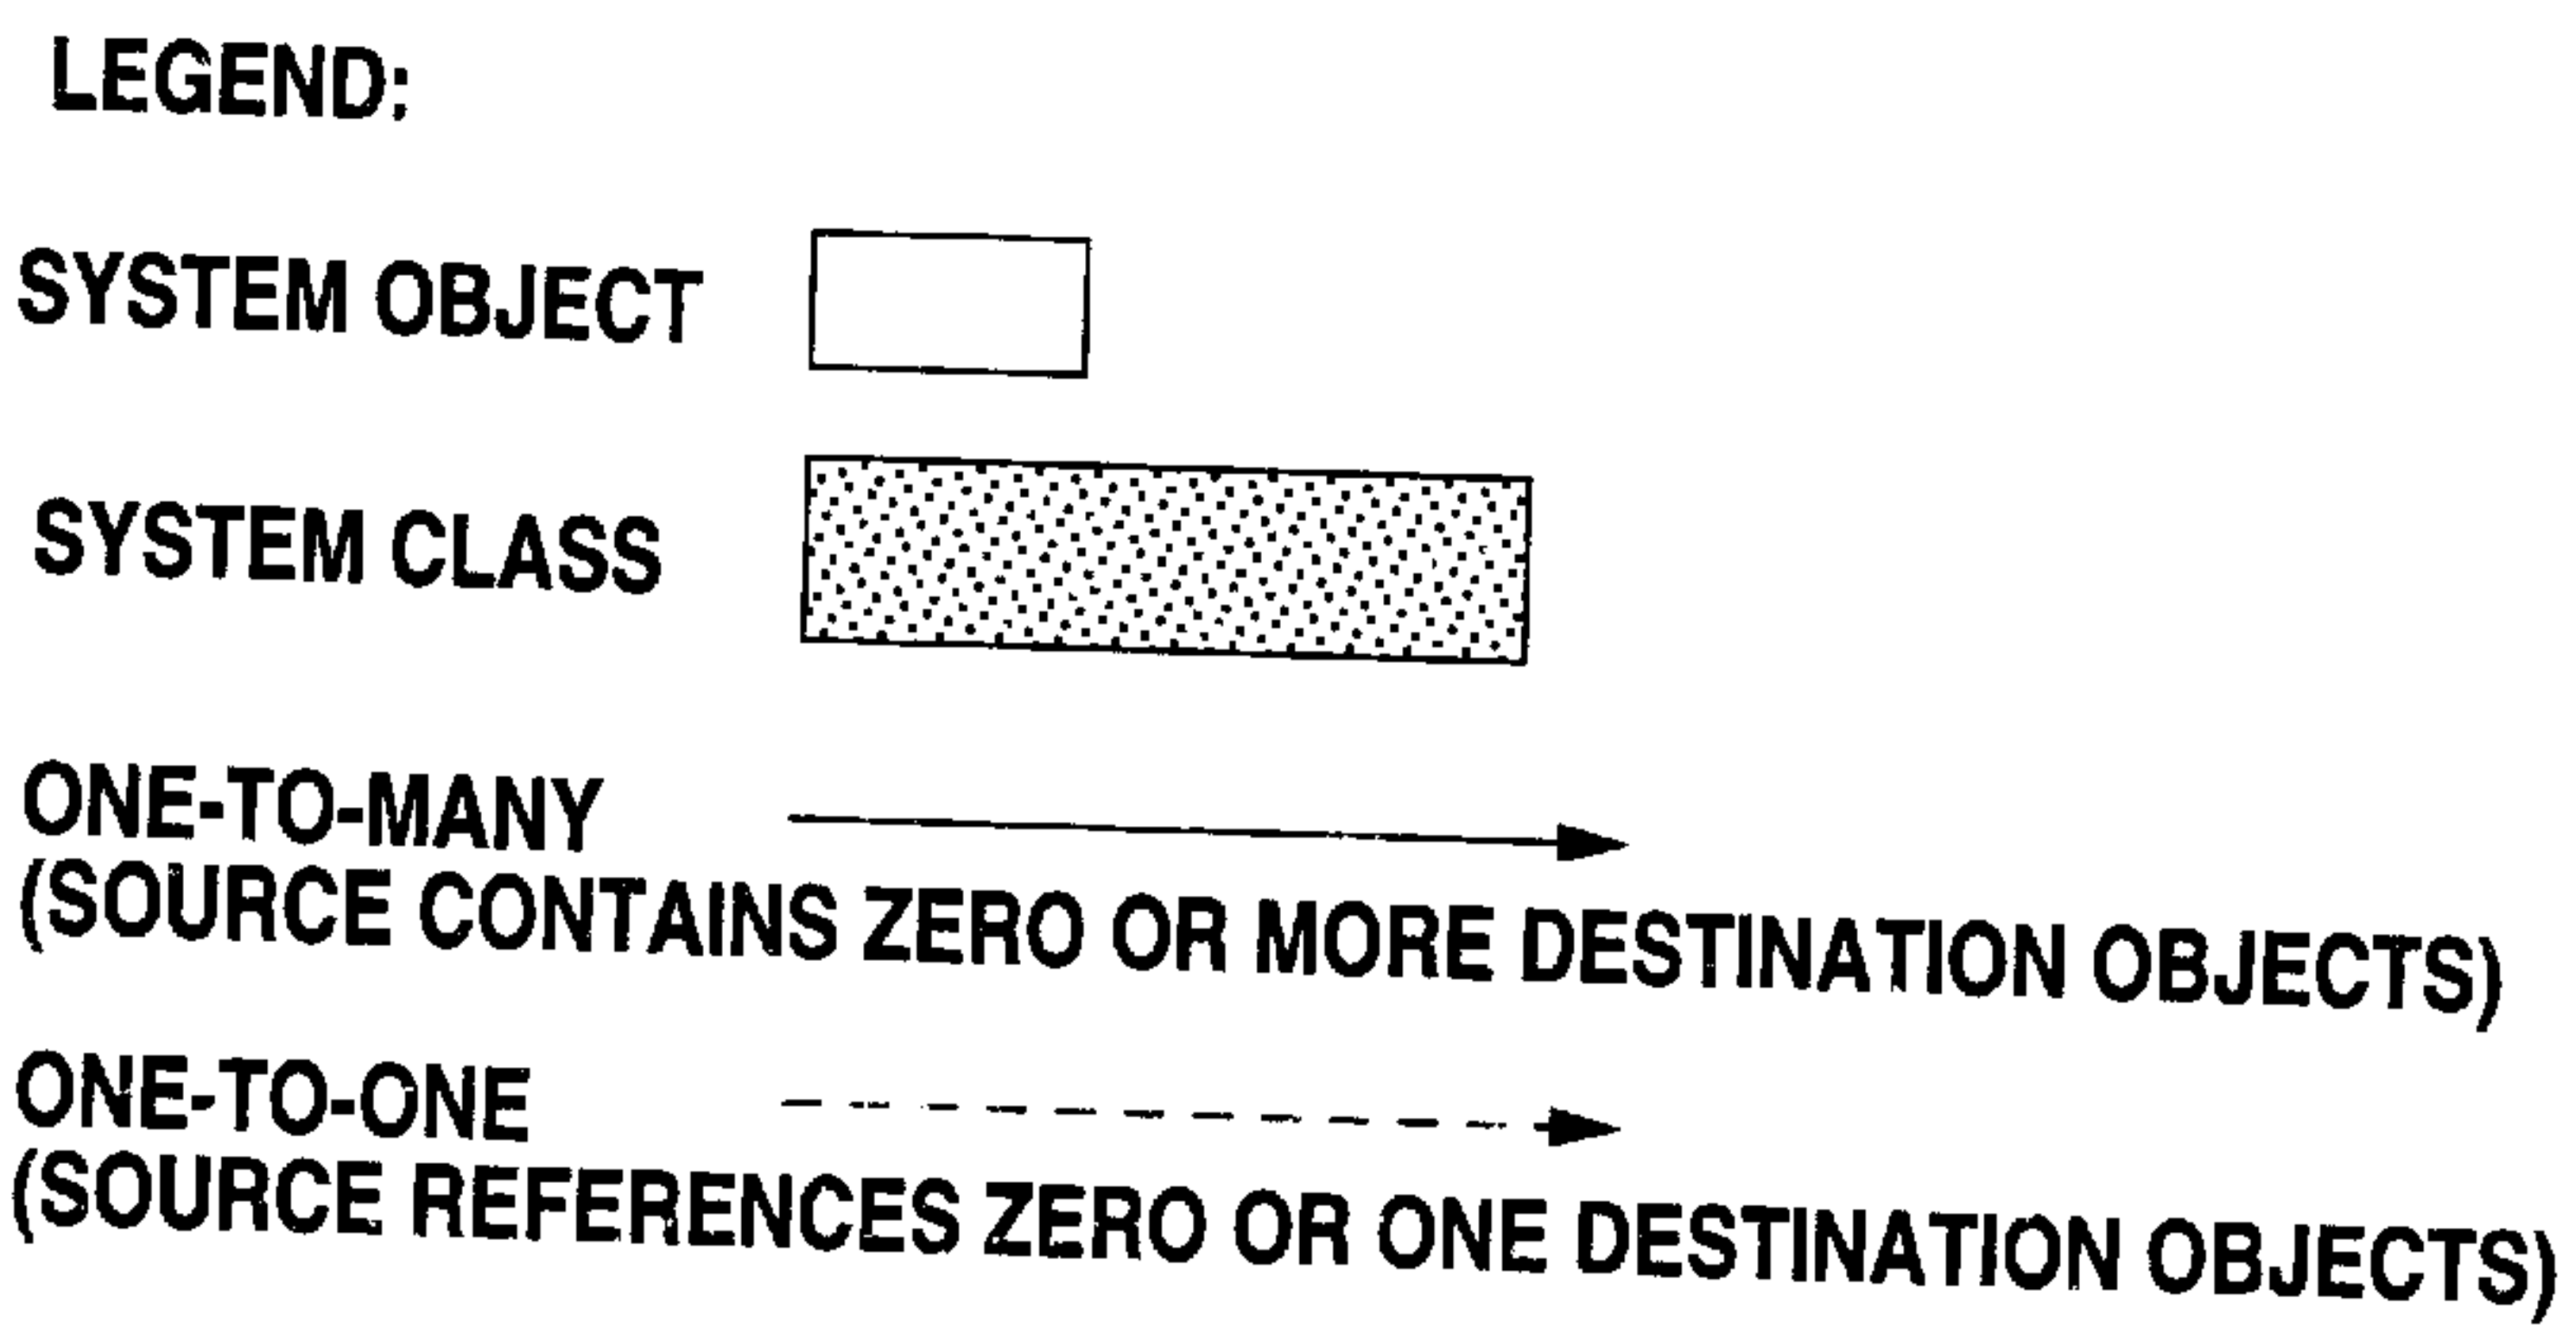 LEGEND:
SYSTEM OBJECT
SYSTEM CLASS
ONE-TO-MANY
(SOURCE CONTAINS ZERO OR MORE DESTINATION OBJECTS)
ONE-TO-ONE
(SOURCE REFERENCES ZERO OR ONE DESTINATION OBJECTS)